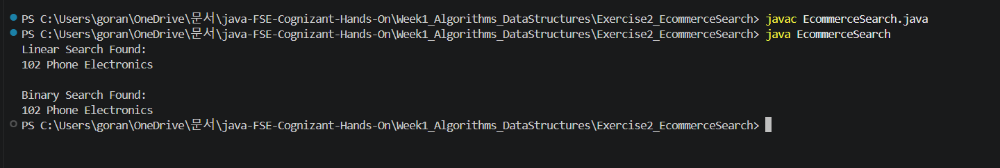 PS C:\Users\goran\OneDrive\문서\java-FSE-Cognizant-Hands-On\Week1_Algorithms_DataStructures\Exercise2_EcommerceSearch> javac EcommerceSearch.java
PS C:\Users\goran\OneDrive\문서\java-FSE-Cognizant-Hands-On\Week1_Algorithms_DataStructures\Exercise2_EcommerceSearch> java EcommerceSearch
Linear Search Found:
102 Phone Electronics
Binary Search Found:
102 Phone Electronics
PS C:\Users\goran\OneDrive\문서\java-FSE-Cognizant-Hands-On\Week1_Algorithms_DataStructures\Exercise2_EcommerceSearch>